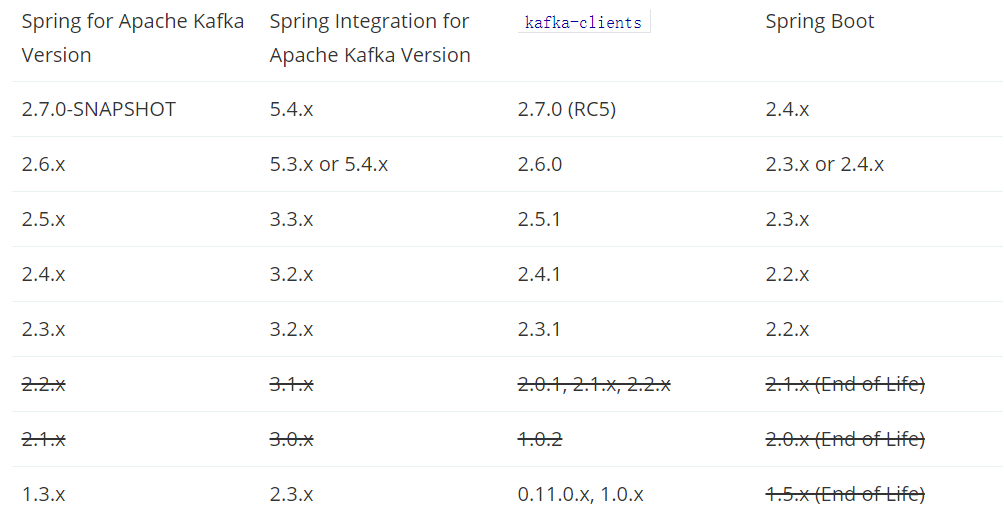 Spring for Apache Kafka Version Spring Integration for Apache Kafka Version kafka-clients Spring Boot
2.7.0-SNAPSHOT 5.4.x 2.7.0 (RC5) 2.4.x
2.6.x 5.3.x or 5.4.x 2.6.0 2.3.x or 2.4.x
2.5.x 3.3.x 2.5.1 2.3.x
2.4.x 3.2.x 2.4.1 2.2.x
2.3.x 3.2.x 2.3.1 2.2.x
2.2.x 3.1.x 2.0.1, 2.1.x, 2.2.x 2.1.x (End of Life)
2.1.x 3.0.x 1.0.2 2.0.x (End of Life)
1.3.x 2.3.x 0.11.0.x, 1.0.x 1.5.x (End of Life)